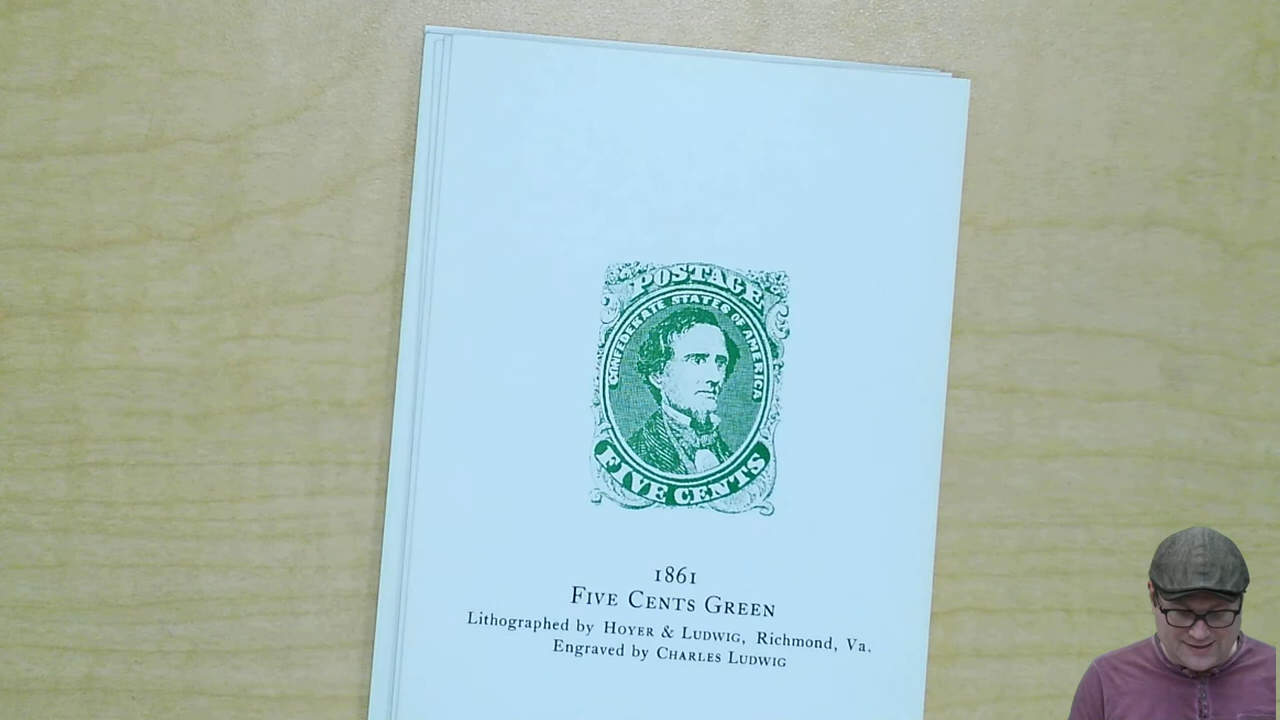 POSTAGE
CONFEDERATE STATES OF AMERICA
FIVE CENTS
1861
FIVE CENTS GREEN
Lithographed by HOYER & LUDWIG, Richmond, Va.
Engraved by CHARLES LUDWIG